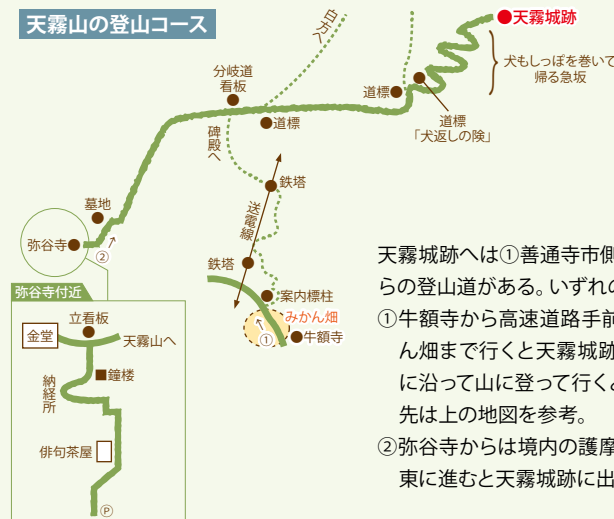 天霧山の登山コース
天霧城跡
白方へ
犬もしっぽを巻いて
帰る急坂
分岐道
看板
道標
道標
道標
「犬返しの険」
碑殿へ
鉄塔
送電線
鉄塔
墓地
弥谷寺
②
案内標柱
みかん畑
①
牛額寺
弥谷寺付近
立看板
金堂
天霧山へ
鐘楼
納経所
俳句茶屋
Ⓟ
天霧城跡へは①善通寺市側
らの登山道がある。いずれの
①牛額寺から高速道路手前
ん畑まで行くと天霧城跡
に沿って山に登って行くと
先は上の地図を参考。
②弥谷寺からは境内の護摩
東に進むと天霧城跡に出